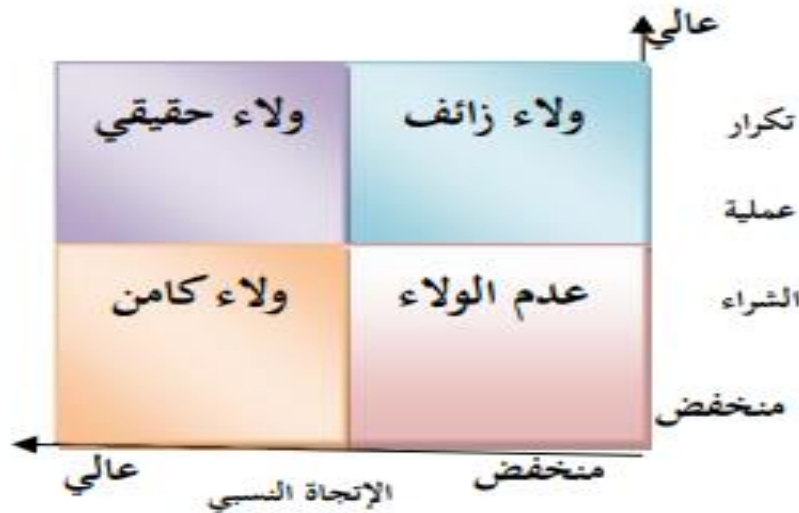 عالي
ولاء زائف
ولاء حقيقي
تكرار
عملية
الشراء
عدم الولاء
ولاء كامن
منخفض
منخفض
عالي
الإتجاة النسبي